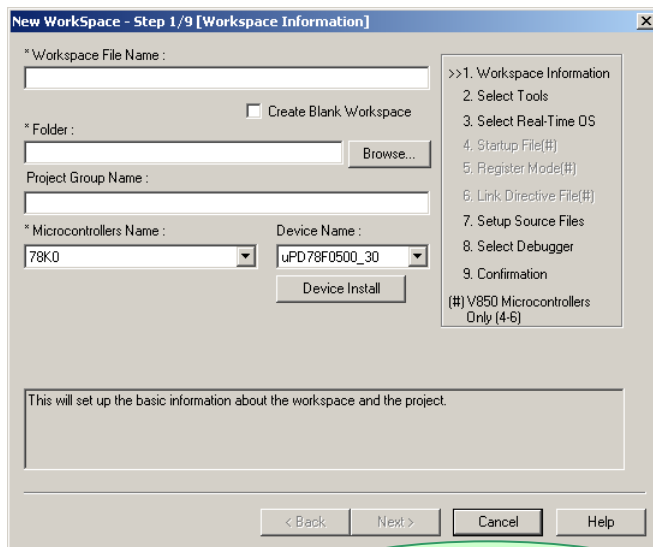 New WorkSpace - Step 1/9 [Workspace Information]
* Workspace File Name :
Create Blank Workspace
* Folder :
Browse...
Project Group Name :
* Microcontrollers Name :
Device Name :
78K0
uPD78F0500_30
Device Install
>>1. Workspace Information
2. Select Tools
3. Select Real-Time OS
4. Startup File(#)
5. Register Mode(#)
6. Link Directive File(#)
7. Setup Source Files
8. Select Debugger
9. Confirmation
(#) V850 Microcontrollers
Only (4-6)
This will set up the basic information about the workspace and the project.
< Back
Next >
Cancel
Help